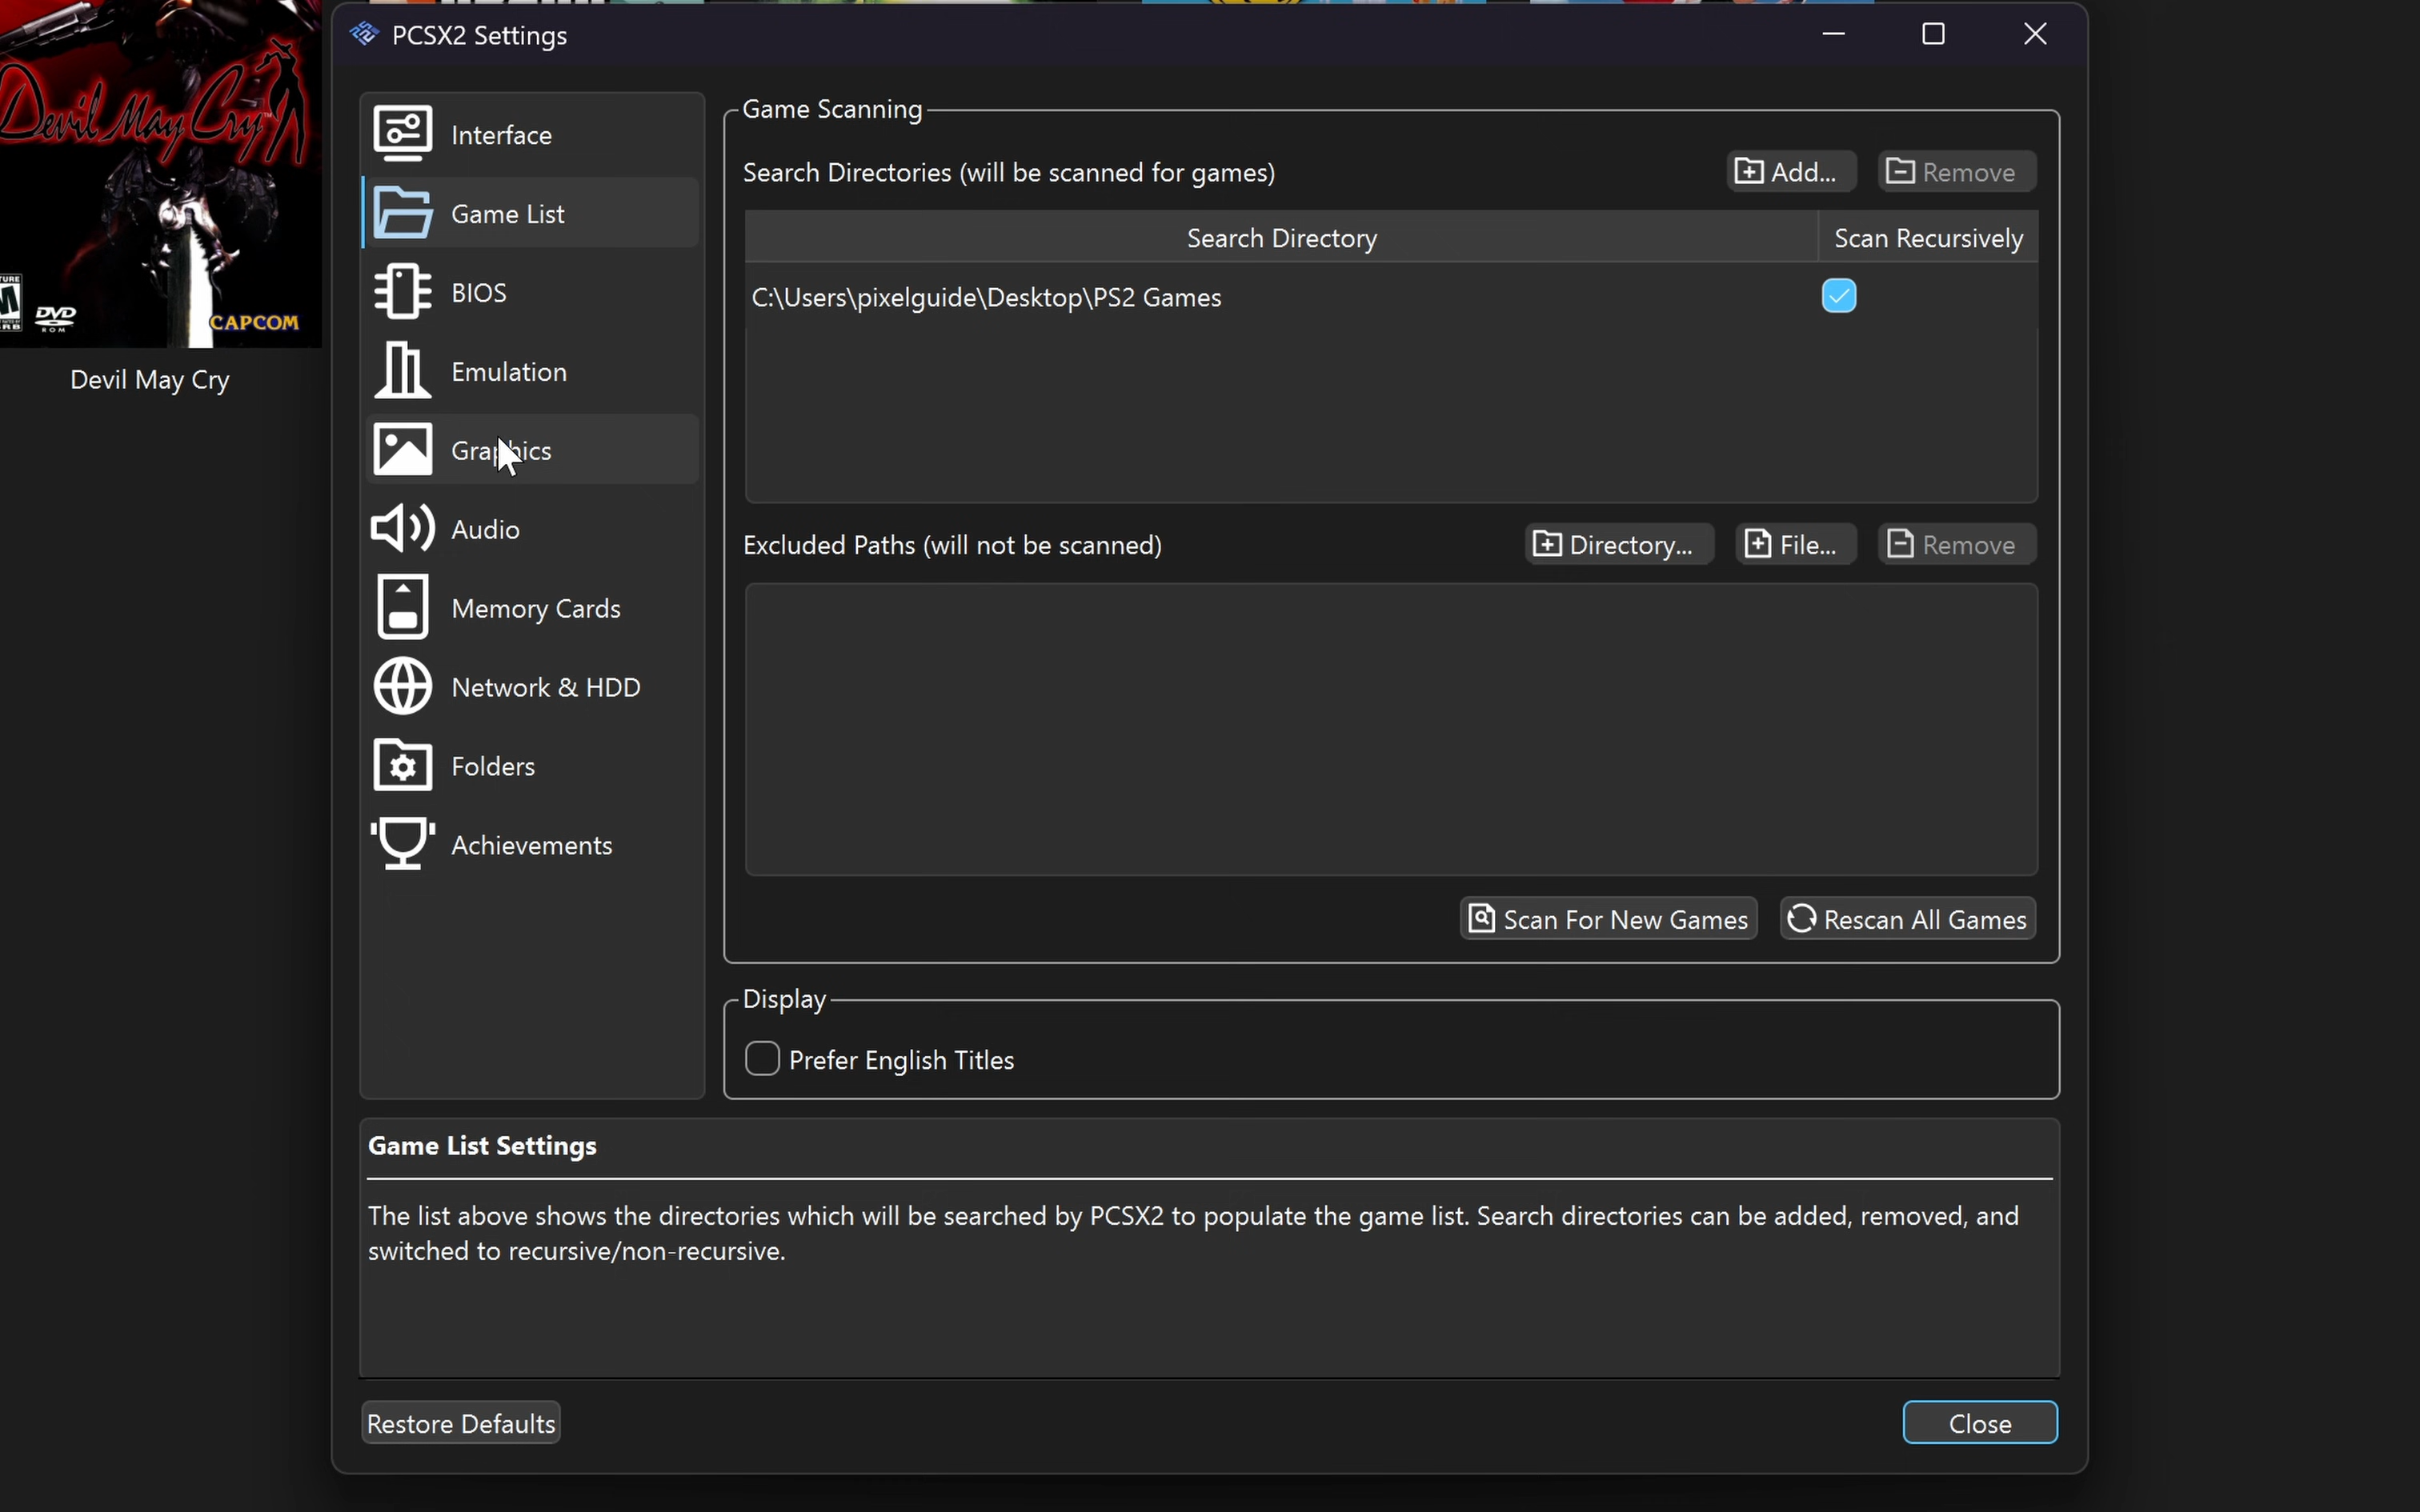 PCSX2 Settings
Devil May Cry
DVD
ROM
CAPCOM
Devil May Cry
Interface
Game List
BIOS
Emulation
Graphics
Audio
Memory Cards
Network & HDD
Folders
Achievements
Game Scanning
Search Directories (will be scanned for games)
Add...
Remove
Search Directory
Scan Recursively
C:\Users\pixelguide\Desktop\PS2 Games
Excluded Paths (will not be scanned)
Directory...
File...
Remove
Scan For New Games
Rescan All Games
Display
Prefer English Titles
Game List Settings
The list above shows the directories which will be searched by PCSX2 to populate the game list. Search directories can be added, removed, and
switched to recursive/non-recursive.
Restore Defaults
Close